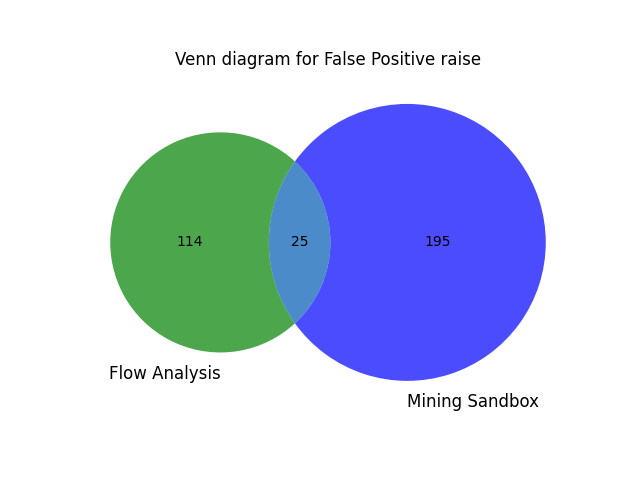 Venn diagram for False Positive raise
114
25
195
Flow Analysis
Mining Sandbox